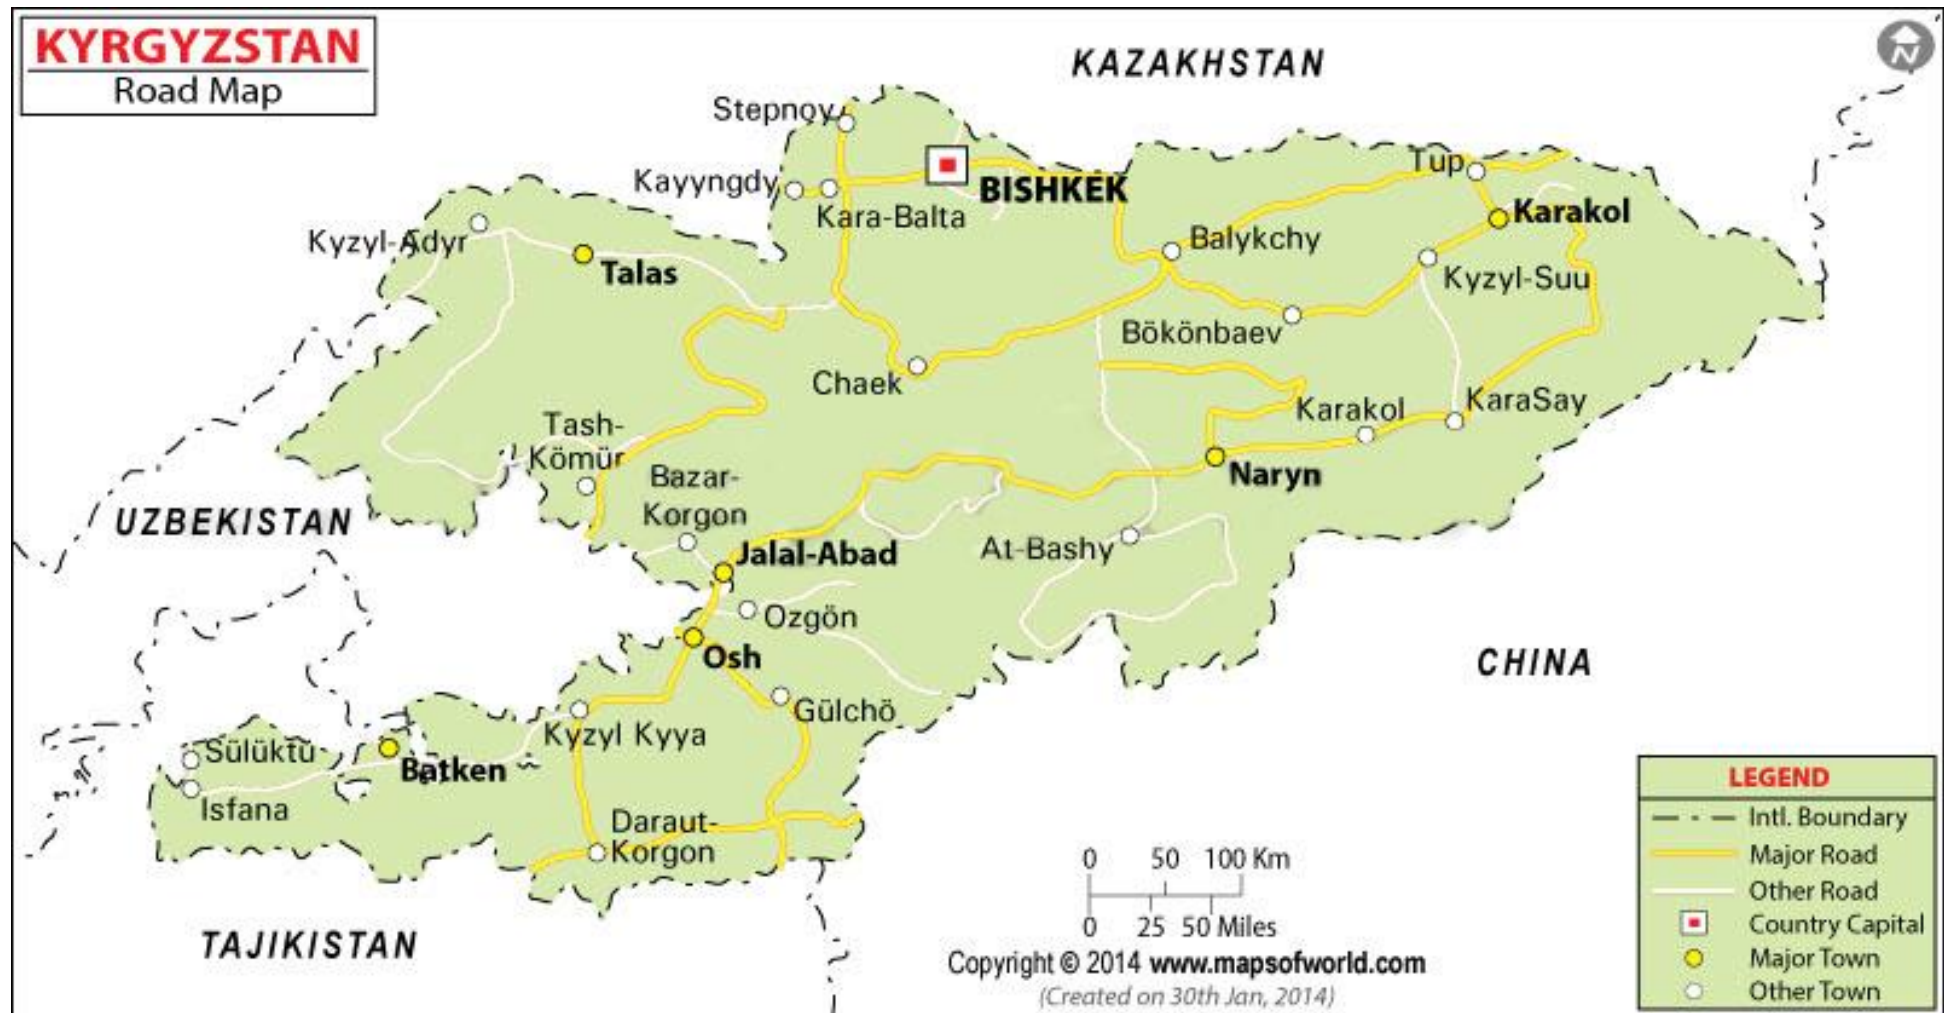 KYRGYZSTAN
Road Map
N
KAZAKHSTAN
Stepnoy
Kayyngdy
Kara-Balta
BISHKEK
Tup
Karakol
Kyzyl-Adyr
Talas
Balykchy
Kyzyl-Suu
Bökönbaev
Chaek
Karakol
KaraSay
Tash-
Kömür
Bazar-
Korgon
Naryn
UZBEKISTAN
Jalal-Abad
At-Bashy
Ozgön
Osh
CHINA
Gülchö
Kyzyl Kyya
Sülüktü
Batken
Isfana
Daraut-
Korgon
TAJIKISTAN
0 50 100 Km
0 25 50 Miles
Copyright © 2014 www.mapsofworld.com
(Created on 30th Jan, 2014)
LEGEND
Intl. Boundary
Major Road
Other Road
Country Capital
Major Town
Other Town